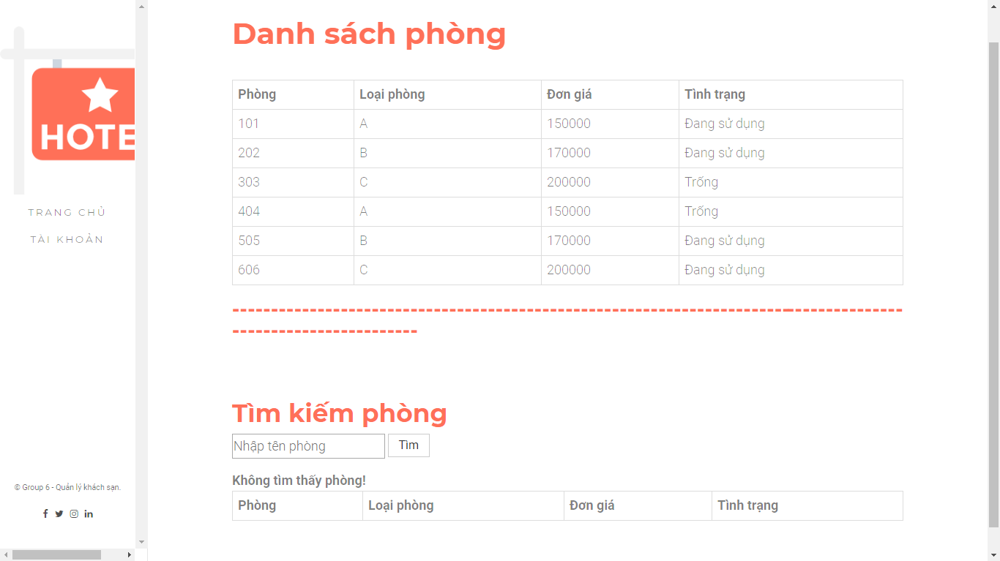 HOTE
TRANG CHỦ
TÀI KHOẢN
© Group 6 - Quản lý khách sạn.
Danh sách phòng
Phòng Loại phòng Đơn giá Tình trạng
101 A 150000 Đang sử dụng
202 B 170000 Đang sử dụng
303 C 200000 Trống
404 A 150000 Trống
505 B 170000 Đang sử dụng
606 C 200000 Đang sử dụng
Tìm kiếm phòng
Nhập tên phòng Tìm
Không tìm thấy phòng!
Phòng Loại phòng Đơn giá Tình trạng